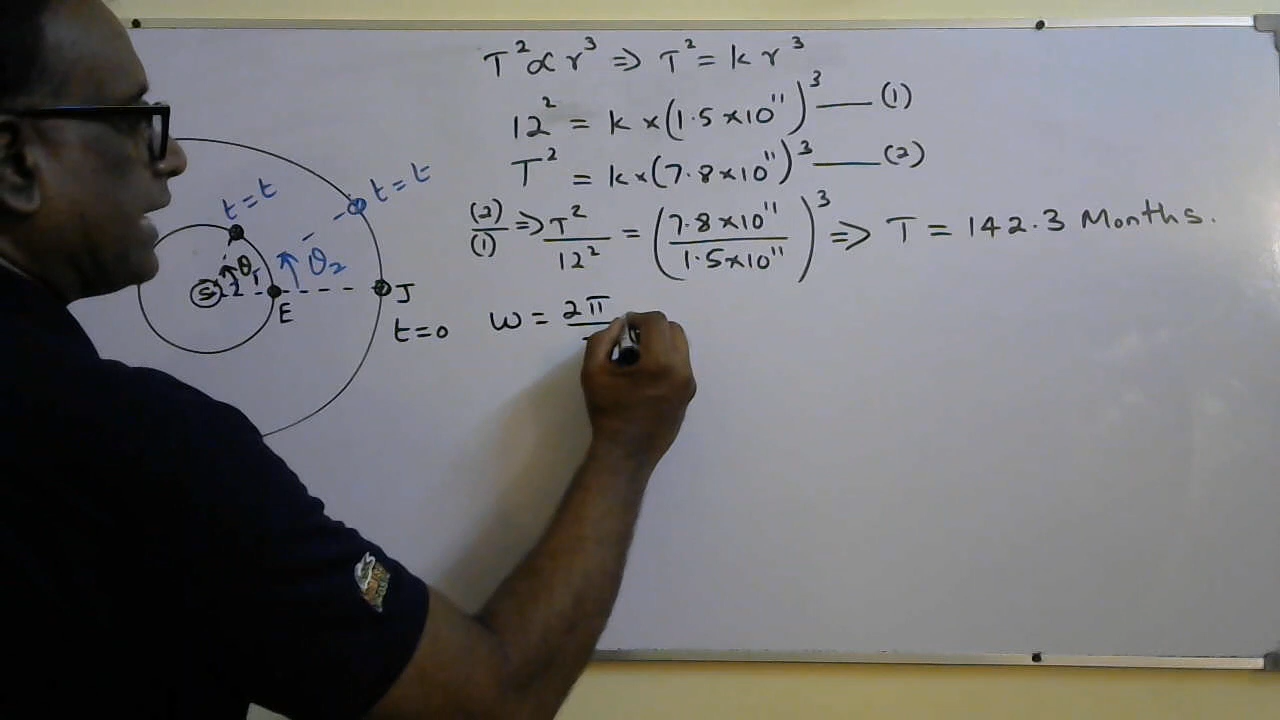 T² ∝ r³ ⇒ T² = k r³
12² = k × (1.5 × 10¹¹)³ —— (1)
T² = k × (7.8 × 10¹¹)³ —— (2)
(2)/(1) ⇒ T²/12² = (7.8 × 10¹¹ / 1.5 × 10¹¹)³ ⇒ T = 142.3 Months.
t = t
t = t
θ₁
θ₂
S
E
J
t = 0
ω = 2π